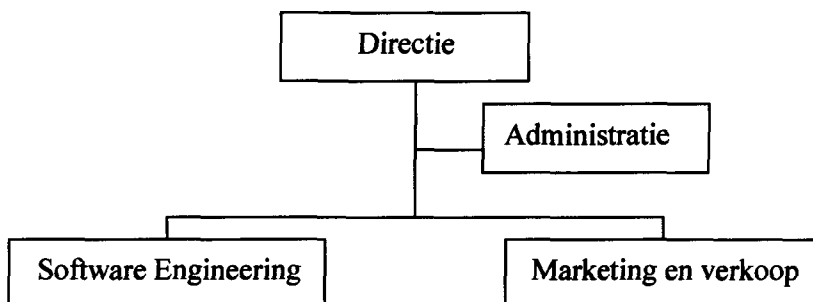 Directie
Administratie
Software Engineering
Marketing en verkoop